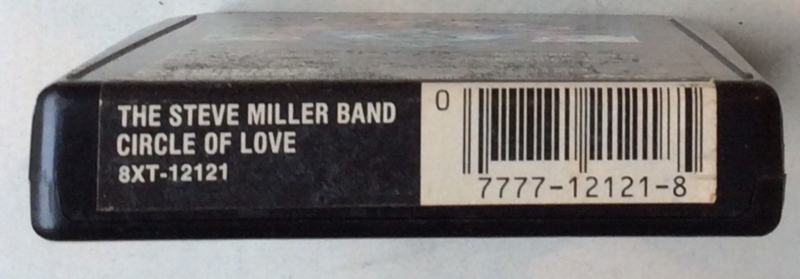 THE STEVE MILLER BAND
CIRCLE OF LOVE
8XT-12121
0
7777-12121-8